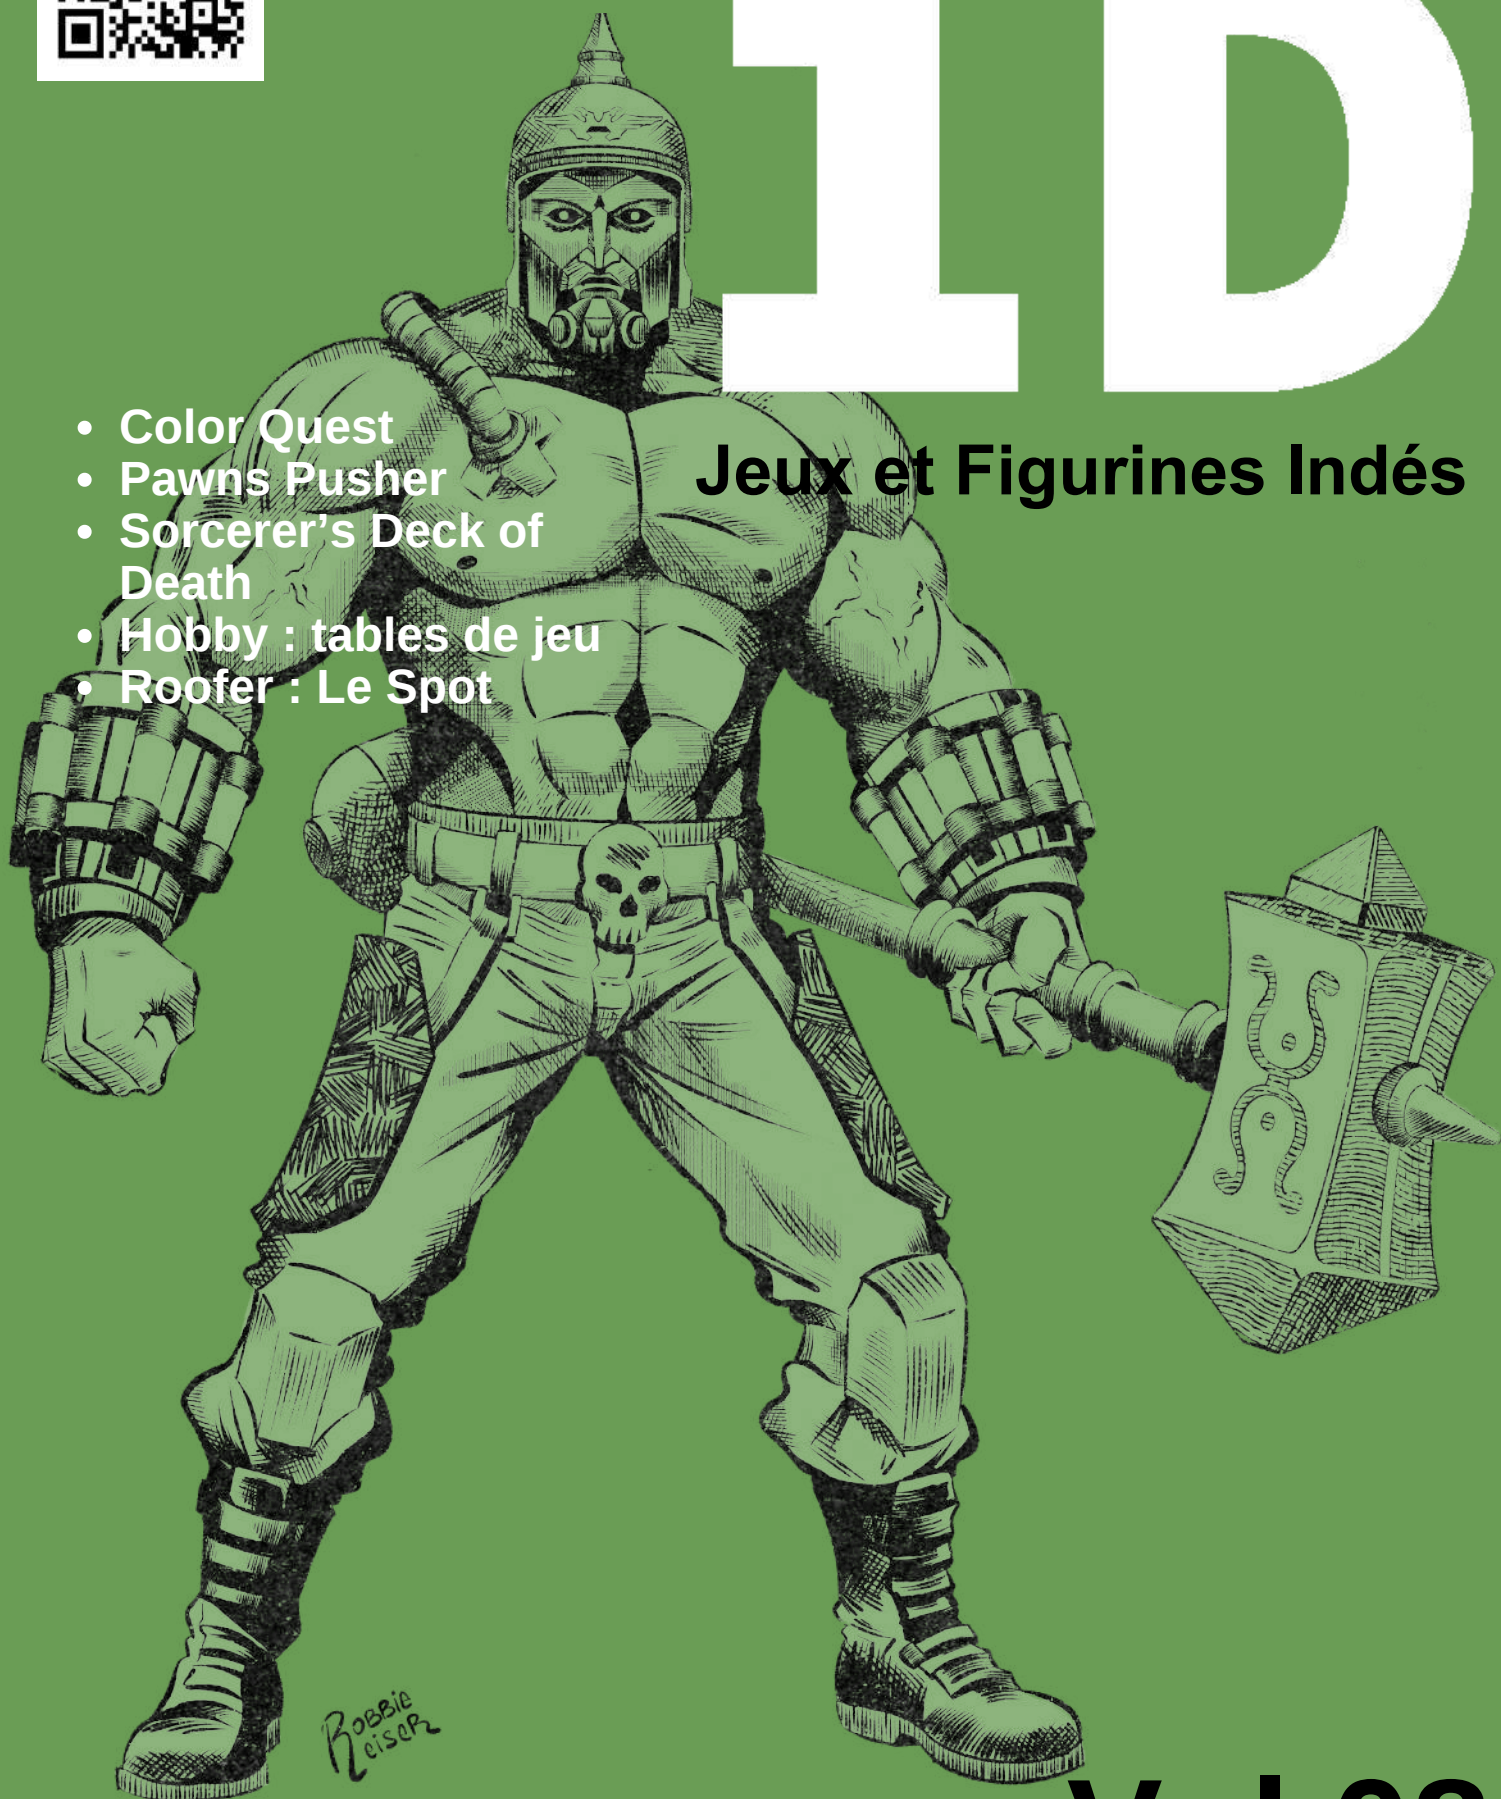 1D
Jeux et Figurines Indés
• Color Quest
• Pawns Pusher
• Sorcerer’s Deck of
Death
• Hobby : tables de jeu
• Roofer : Le Spot
Robbie
Reiser